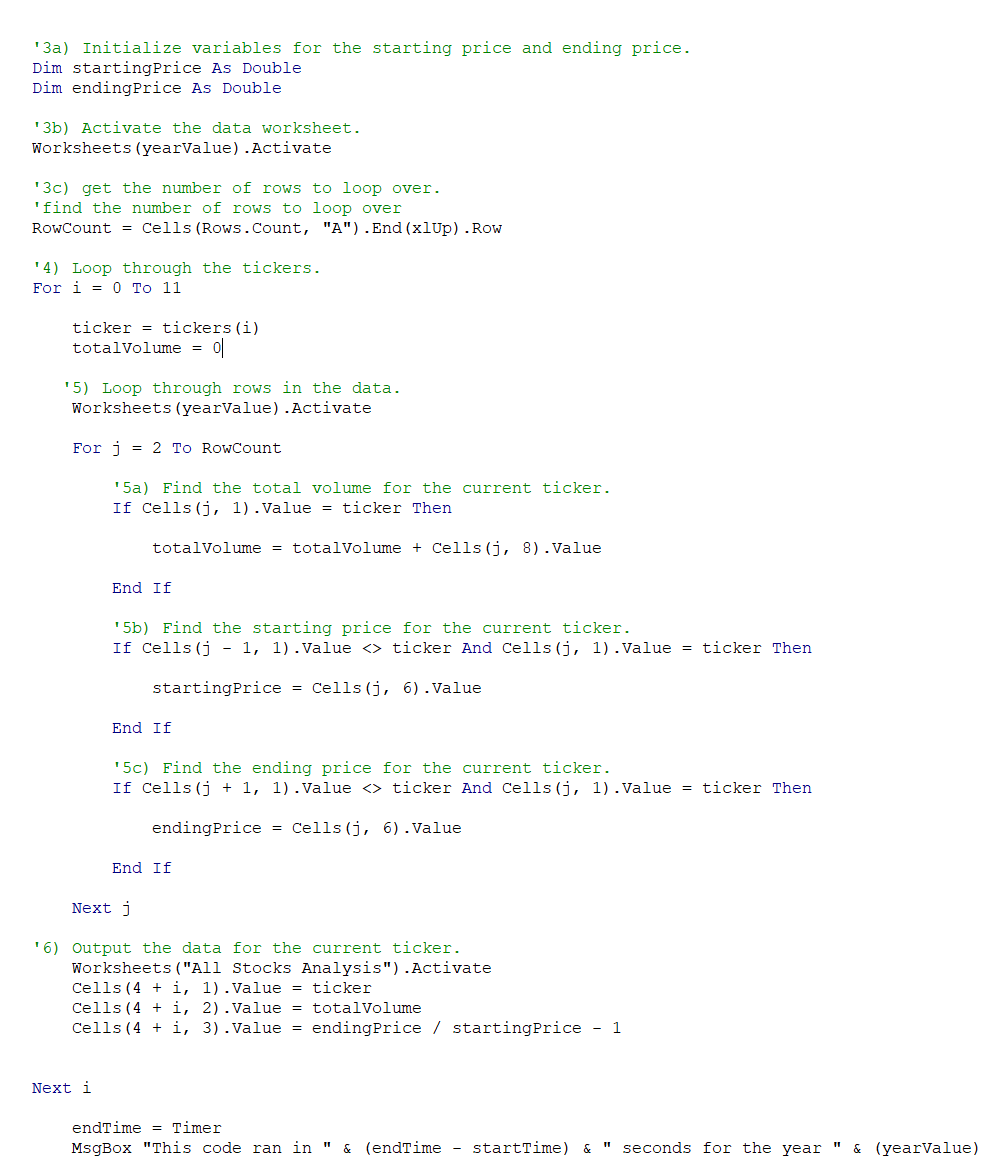 '3a) Initialize variables for the starting price and ending price.
Dim startingPrice As Double
Dim endingPrice As Double
'3b) Activate the data worksheet.
Worksheets(yearValue).Activate
'3c) get the number of rows to loop over.
'find the number of rows to loop over
RowCount = Cells(Rows.Count, "A").End(xlUp).Row
'4) Loop through the tickers.
For i = 0 To 11
ticker = tickers(i)
totalVolume = 0
'5) Loop through rows in the data.
Worksheets(yearValue).Activate
For j = 2 To RowCount
'5a) Find the total volume for the current ticker.
If Cells(j, 1).Value = ticker Then
totalVolume = totalVolume + Cells(j, 8).Value
End If
'5b) Find the starting price for the current ticker.
If Cells(j - 1, 1).Value <> ticker And Cells(j, 1).Value = ticker Then
startingPrice = Cells(j, 6).Value
End If
'5c) Find the ending price for the current ticker.
If Cells(j + 1, 1).Value <> ticker And Cells(j, 1).Value = ticker Then
endingPrice = Cells(j, 6).Value
End If
Next j
'6) Output the data for the current ticker.
Worksheets("All Stocks Analysis").Activate
Cells(4 + i, 1).Value = ticker
Cells(4 + i, 2).Value = totalVolume
Cells(4 + i, 3).Value = endingPrice / startingPrice - 1
Next i
endTime = Timer
MsgBox "This code ran in " & (endTime - startTime) & " seconds for the year " & (yearValue)